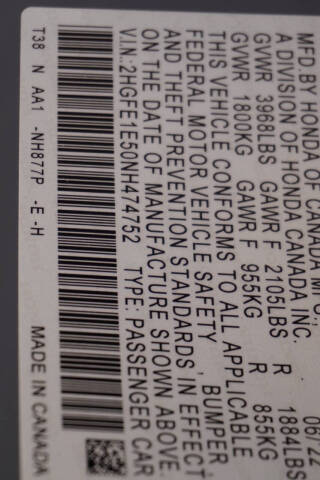 MFD BY HONDA OF CANADA MFG., 06/22
A DIVISION OF HONDA CANADA INC.
GVWR 3968LBS GAWR F 2105LBS R 1884LBS
GVWR 1800KG GAWR F 955KG R 855KG
THIS VEHICLE CONFORMS TO ALL APPLICABLE
FEDERAL MOTOR VEHICLE SAFETY, BUMPER,
AND THEFT PREVENTION STANDARDS IN EFFECT
ON THE DATE OF MANUFACTURE SHOWN ABOVE.
V.I.N.:2HGFE1E50NH474752 TYPE: PASSENGER CAR
T38 N AA1 -NH877P -E -H MADE IN CANADA